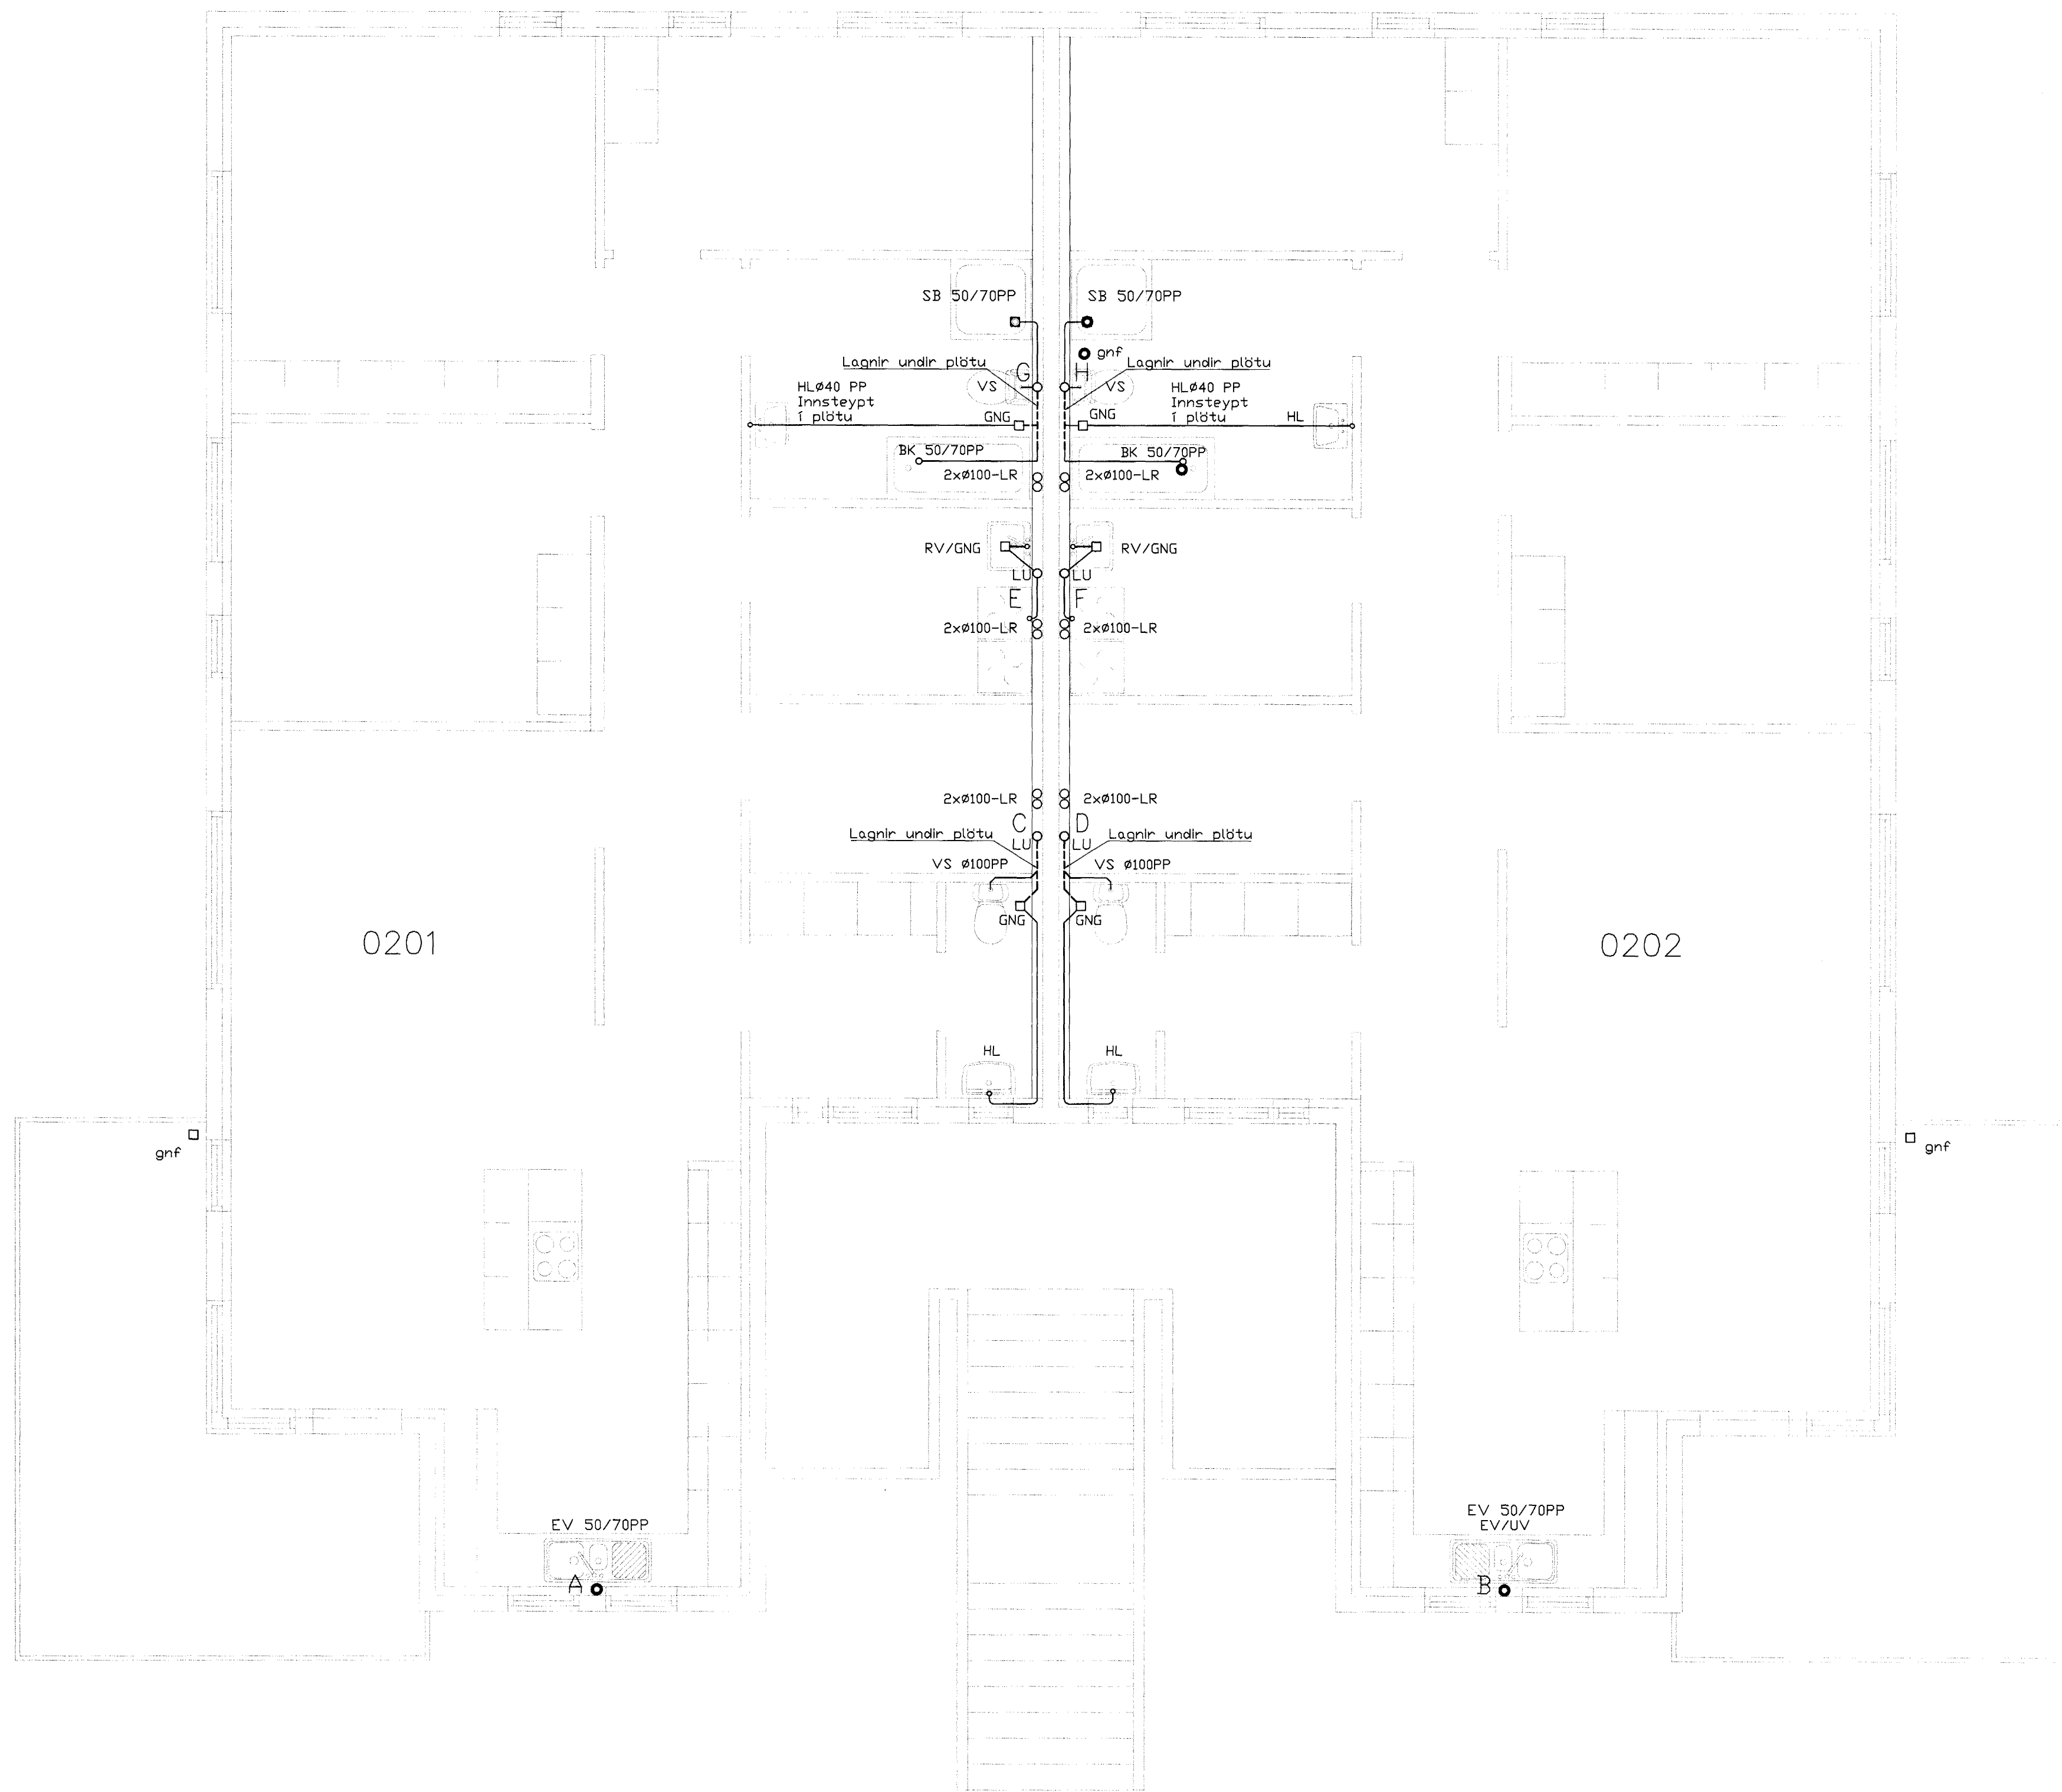 SB 50/70PP
SB 50/70PP
gnf
Lagnir undir plötu
G
H
Lagnir undir plötu
VS
VS
HLø40 PP
Innsteypt
í plötu
HLø40 PP
Innsteypt
í plötu
GNG
GNG
HL
BK 50/70PP
BK 50/70PP
2xø100-LR
2xø100-LR
RV/GNG
RV/GNG
LU
LU
E
F
2xø100-LR
2xø100-LR
2xø100-LR
2xø100-LR
C
D
Lagnir undir plötu
LU
LU
Lagnir undir plötu
VS ø100PP
VS ø100PP
GNG
GNG
0201
0202
HL
HL
gnf
gnf
EV 50/70PP
EV 50/70PP
EV/UV
A
B